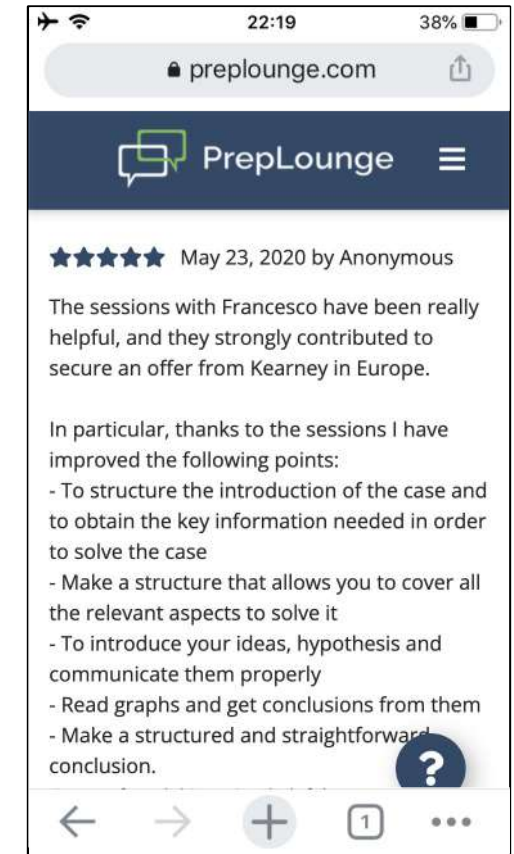 22:19
38%
preplounge.com
PrepLounge
May 23, 2020 by Anonymous
The sessions with Francesco have been really
helpful, and they strongly contributed to
secure an offer from Kearney in Europe.
In particular, thanks to the sessions I have
improved the following points:
- To structure the introduction of the case and
to obtain the key information needed in order
to solve the case
- Make a structure that allows you to cover all
the relevant aspects to solve it
- To introduce your ideas, hypothesis and
communicate them properly
- Read graphs and get conclusions from them
- Make a structured and straightforward
conclusion.
?
1